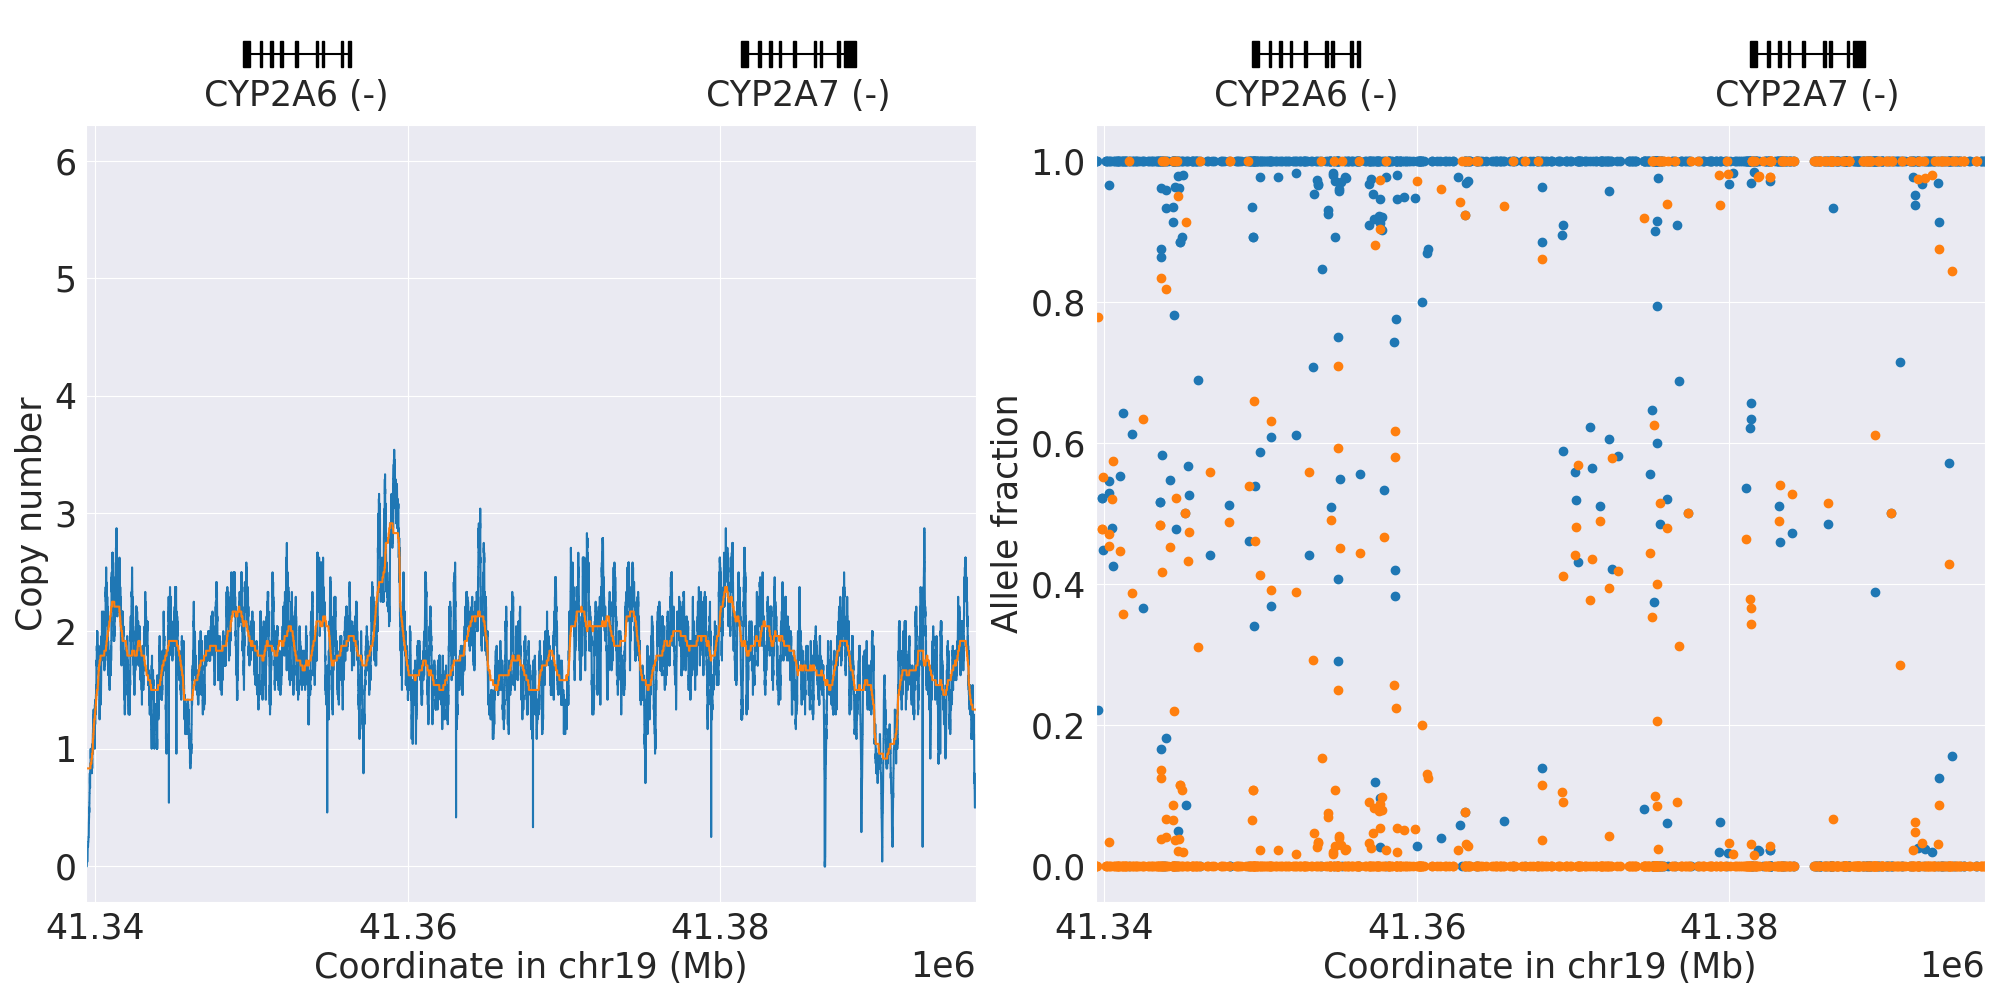 CYP2A6 (-)
CYP2A7 (-)
6
5
4
3
2
1
0
Copy number
41.34
41.36
41.38
Coordinate in chr19 (Mb)
1e6
CYP2A6 (-)
CYP2A7 (-)
1.0
0.8
0.6
0.4
0.2
0.0
Allele fraction
41.34
41.36
41.38
Coordinate in chr19 (Mb)
1e6